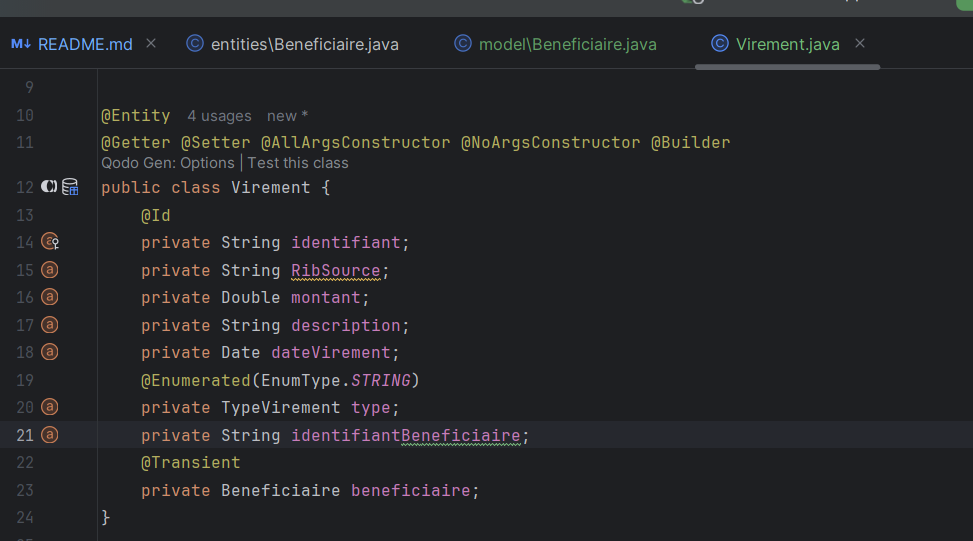 M↓ README.md × C entities\Beneficiaire.java C model\Beneficiaire.java C Virement.java ×
9
10 @Entity 4 usages new *
11 @Getter @Setter @AllArgsConstructor @NoArgsConstructor @Builder
Qodo Gen: Options | Test this class
12 public class Virement {
13 @Id
14 private String identifiant;
15 a private String RibSource;
16 a private Double montant;
17 a private String description;
18 a private Date dateVirement;
19 @Enumerated(EnumType.STRING)
20 a private TypeVirement type;
21 a private String identifiantBeneficiaire;
22 @Transient
23 private Beneficiaire beneficiaire;
24 }